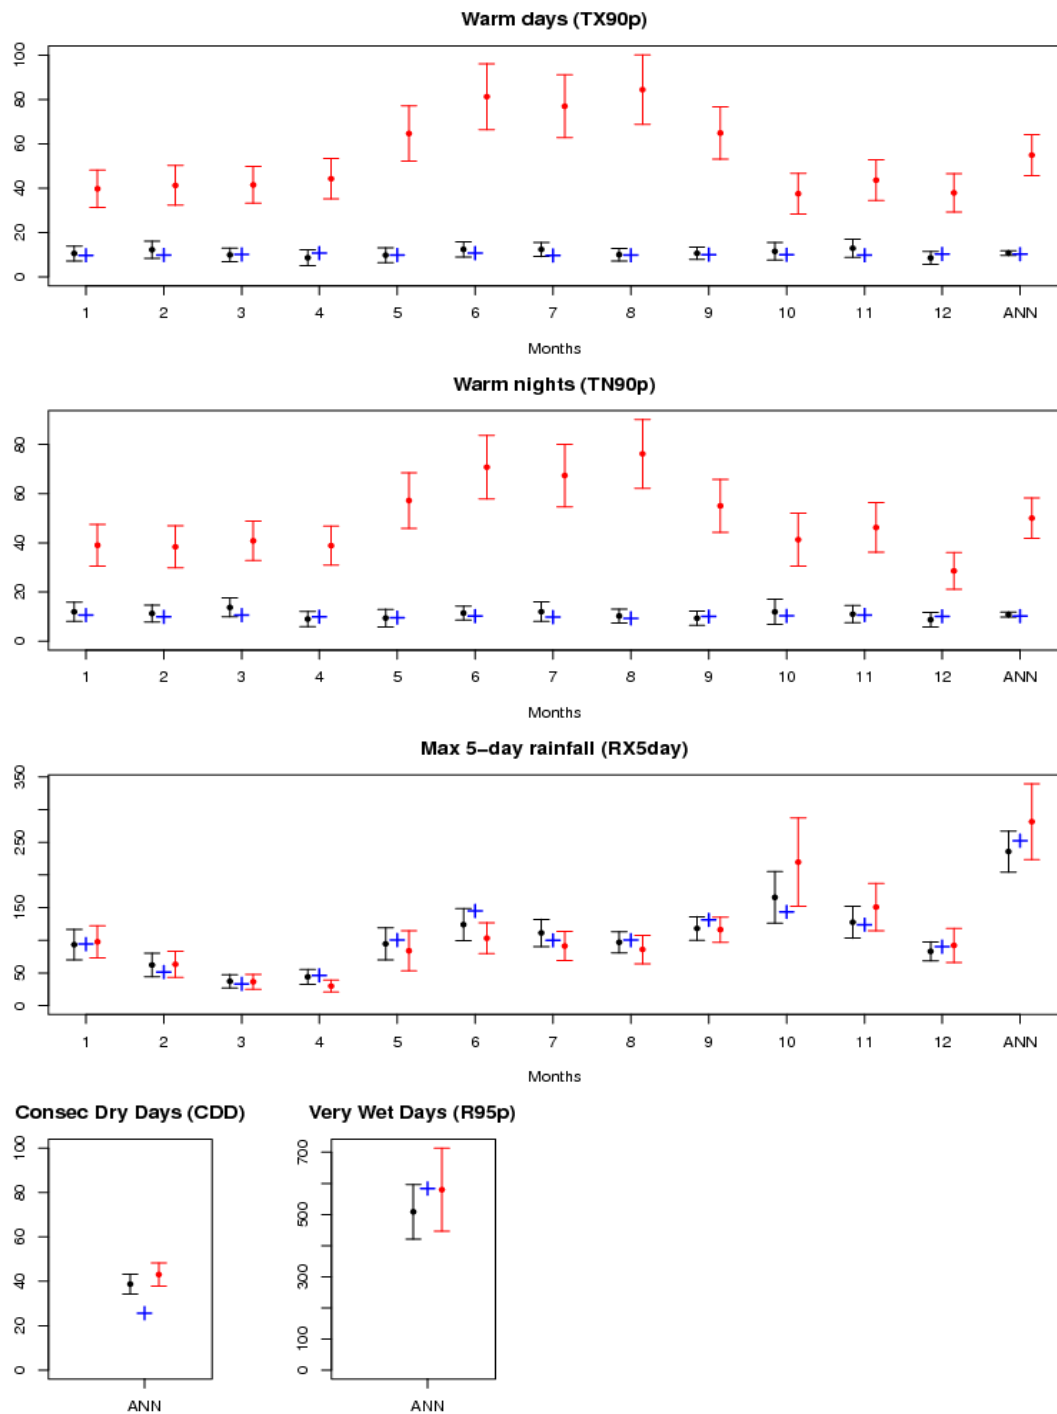 Warm days (TX90p)
100
80
60
40
20
0
1 2 3 4 5 6 7 8 9 10 11 12 ANN
Months
Warm nights (TN90p)
80
60
40
20
0
1 2 3 4 5 6 7 8 9 10 11 12 ANN
Months
Max 5-day rainfall (RX5day)
350
250
150
50
0
1 2 3 4 5 6 7 8 9 10 11 12 ANN
Months
Consec Dry Days (CDD)
100
80
60
40
20
0
ANN
Very Wet Days (R95p)
700
500
300
100
0
ANN